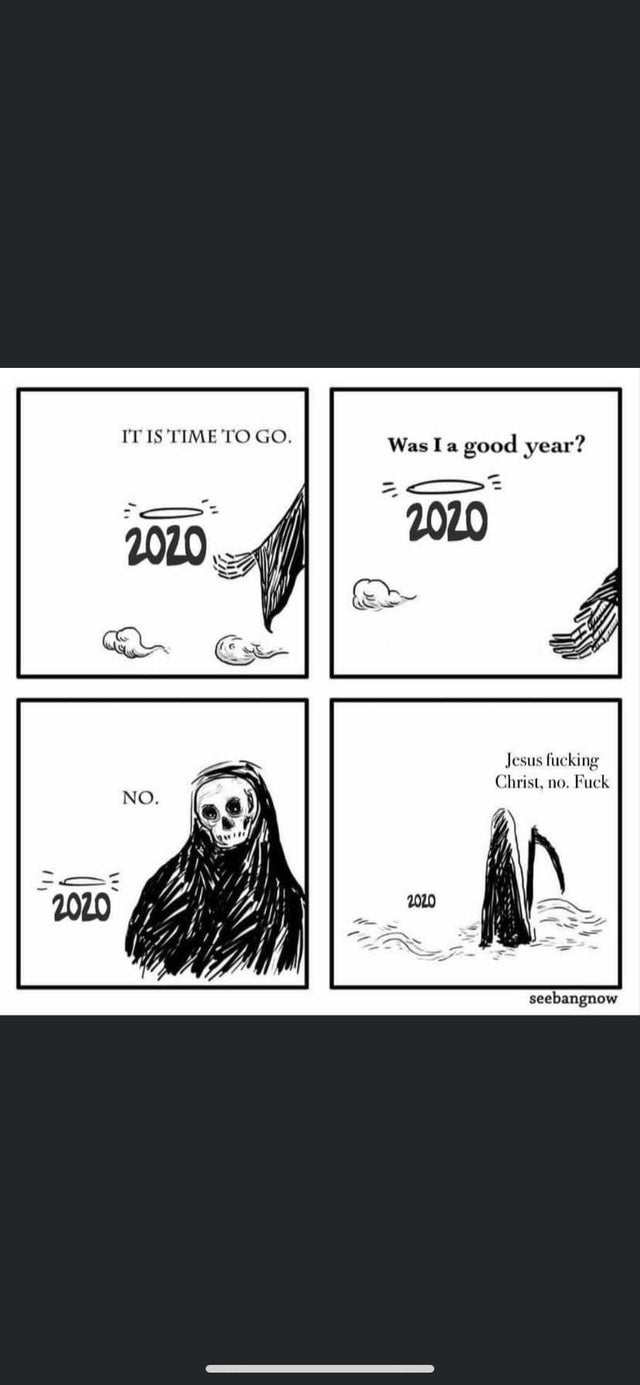 IT IS TIME TO GO.
2020
Was I a good year?
2020
NO.
2020
Jesus fucking
Christ, no. Fuck
2020
seebangnow